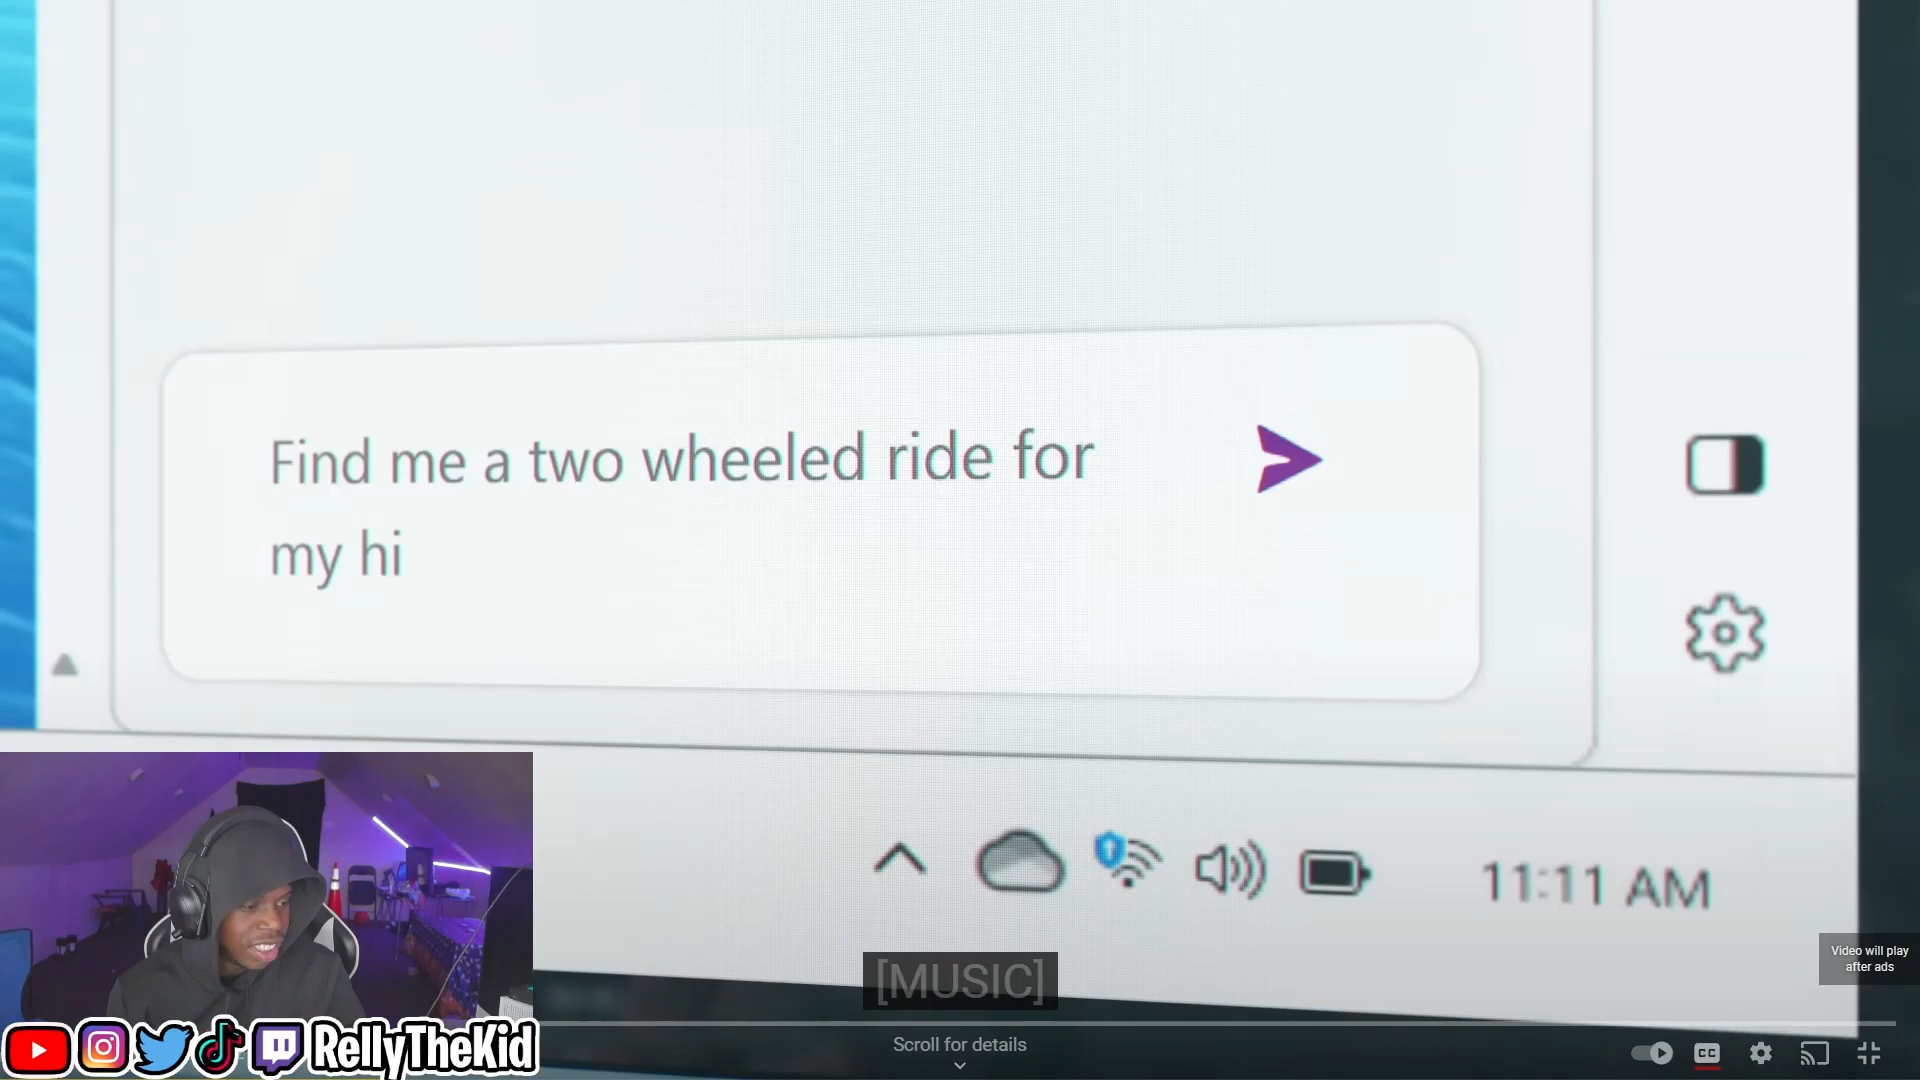 Find me a two wheeled ride for
my hi
11:11 AM
Video will play
after ads
[MUSIC]
RellyTheKid
Scroll for details
CC